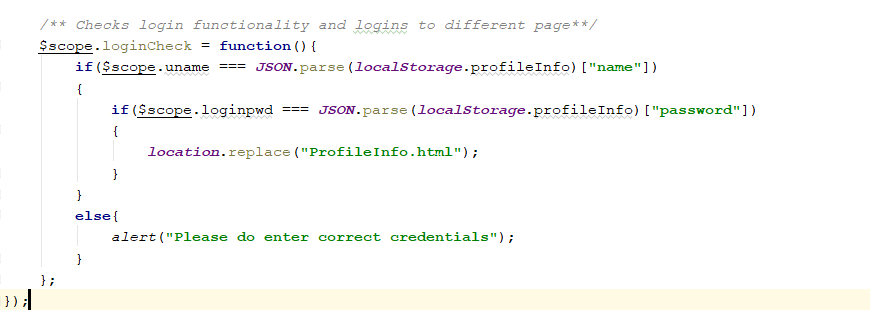 /** Checks login functionality and logins to different page**/
$scope.loginCheck = function(){
if($scope.uname === JSON.parse(localStorage.profileInfo)["name"])
{
if($scope.loginpwd === JSON.parse(localStorage.profileInfo)["password"])
{
location.replace("ProfileInfo.html");
}
}
else{
alert("Please do enter correct credentials");
}
};
});